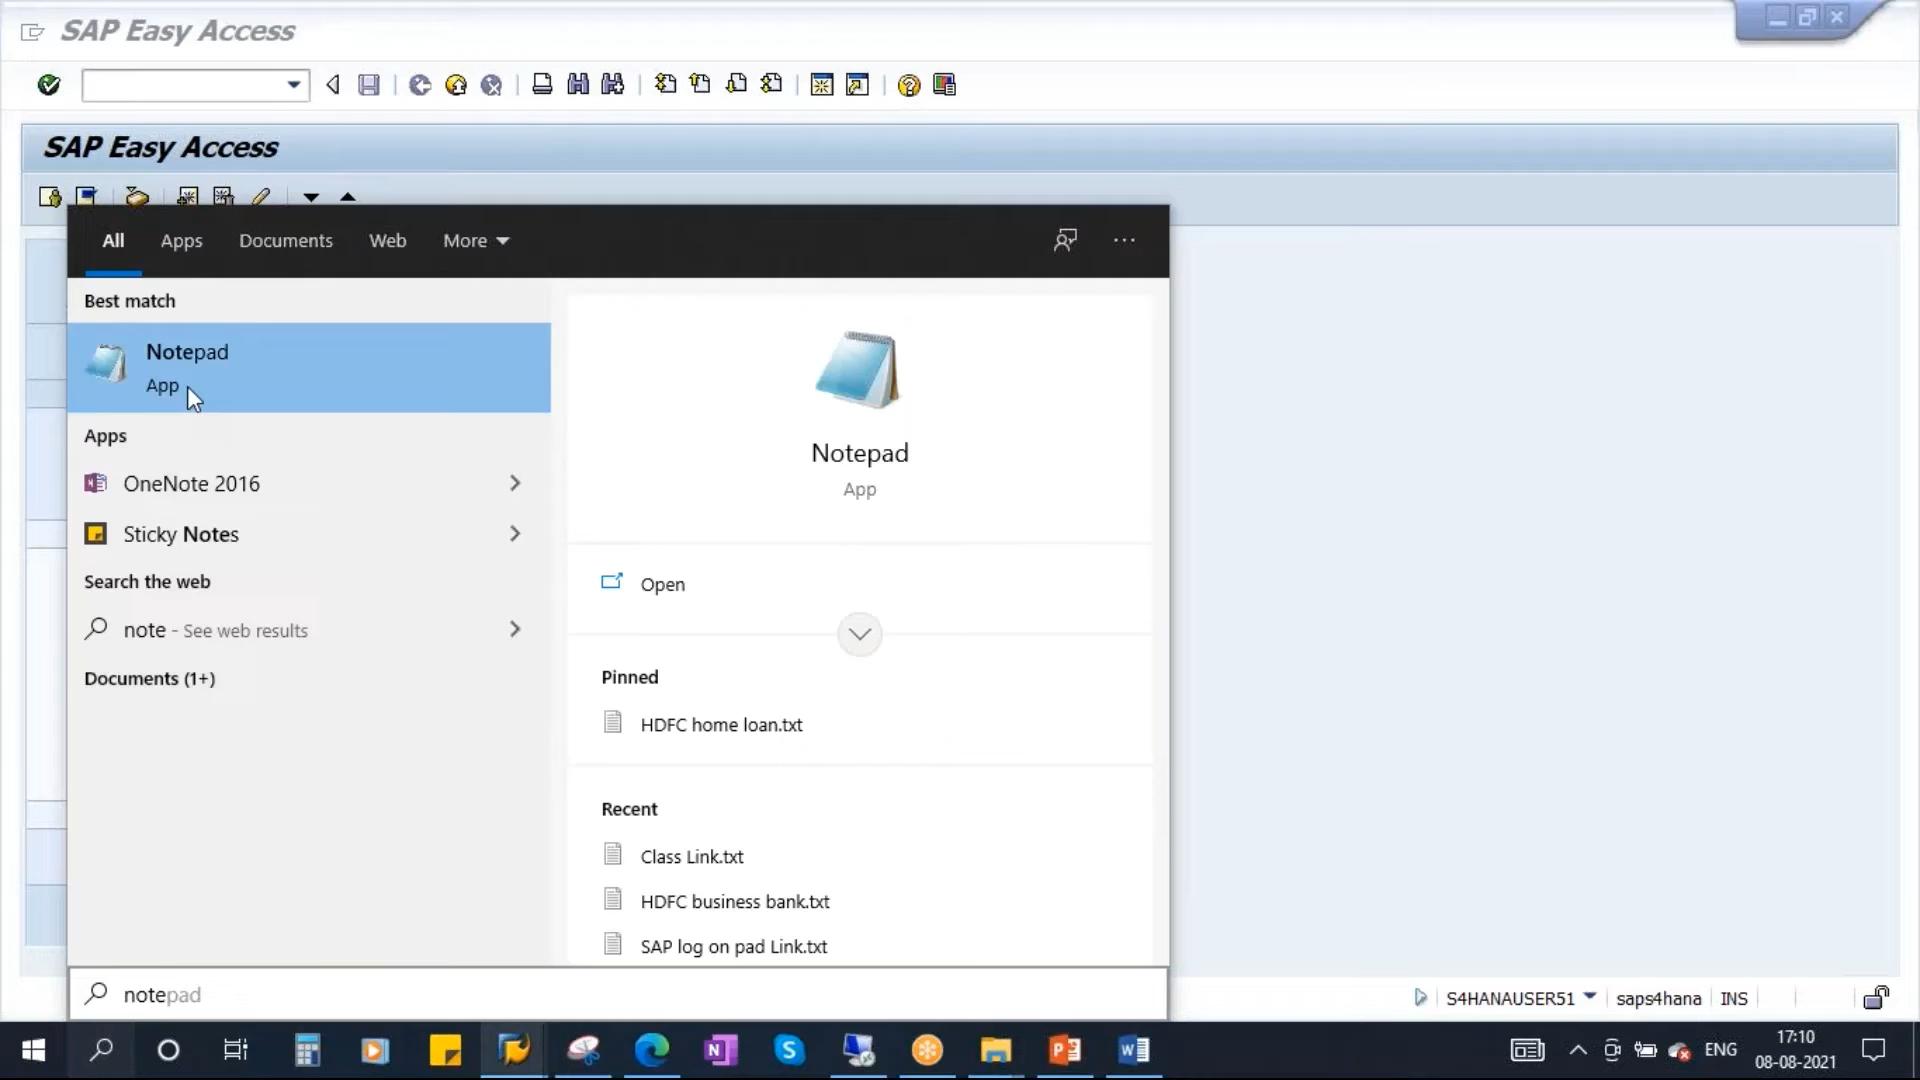 SAP Easy Access
SAP Easy Access
All Apps Documents Web More
Best match
Notepad
App
Apps
OneNote 2016
Sticky Notes
Search the web
note - See web results
Documents (1+)
Notepad
App
Open
Pinned
HDFC home loan.txt
Recent
Class Link.txt
HDFC business bank.txt
SAP log on pad Link.txt
notepad
S4HANAUSER51 saps4hana INS
ENG
17:10
08-08-2021